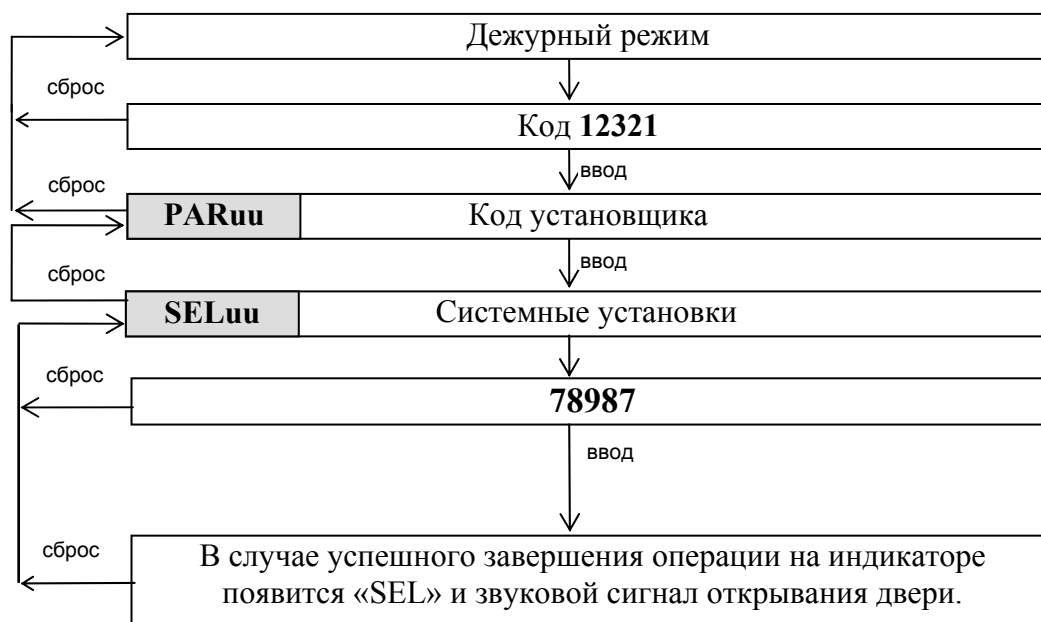 Дежурный режим
сброс
Код 12321
ввод
сброс
PARuu Код установщика
ввод
сброс
SELuu Системные установки
сброс
78987
ввод
сброс
В случае успешного завершения операции на индикаторе
появится «SEL» и звуковой сигнал открывания двери.